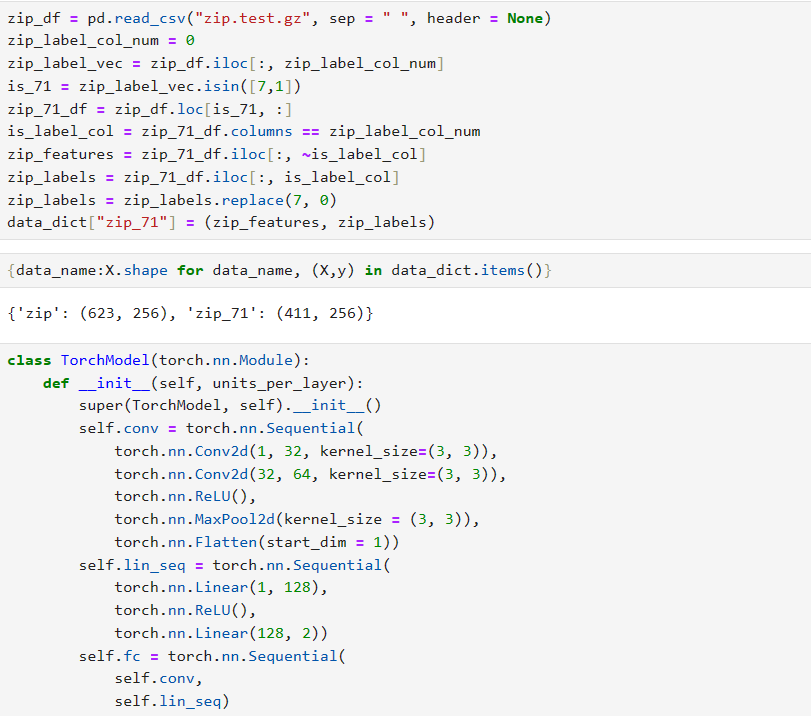 zip_df = pd.read_csv("zip.test.gz", sep = " ", header = None)
zip_label_col_num = 0
zip_label_vec = zip_df.iloc[:, zip_label_col_num]
is_71 = zip_label_vec.isin([7,1])
zip_71_df = zip_df.loc[is_71, :]
is_label_col = zip_71_df.columns == zip_label_col_num
zip_features = zip_71_df.iloc[:, ~is_label_col]
zip_labels = zip_71_df.iloc[:, is_label_col]
zip_labels = zip_labels.replace(7, 0)
data_dict["zip_71"] = (zip_features, zip_labels)
{data_name:X.shape for data_name, (X,y) in data_dict.items()}
{'zip': (623, 256), 'zip_71': (411, 256)}
class TorchModel(torch.nn.Module):
    def __init__(self, units_per_layer):
        super(TorchModel, self).__init__()
        self.conv = torch.nn.Sequential(
            torch.nn.Conv2d(1, 32, kernel_size=(3, 3)),
            torch.nn.Conv2d(32, 64, kernel_size=(3, 3)),
            torch.nn.ReLU(),
            torch.nn.MaxPool2d(kernel_size = (3, 3)),
            torch.nn.Flatten(start_dim = 1))
        self.lin_seq = torch.nn.Sequential(
            torch.nn.Linear(1, 128),
            torch.nn.ReLU(),
            torch.nn.Linear(128, 2))
        self.fc = torch.nn.Sequential(
            self.conv,
            self.lin_seq)